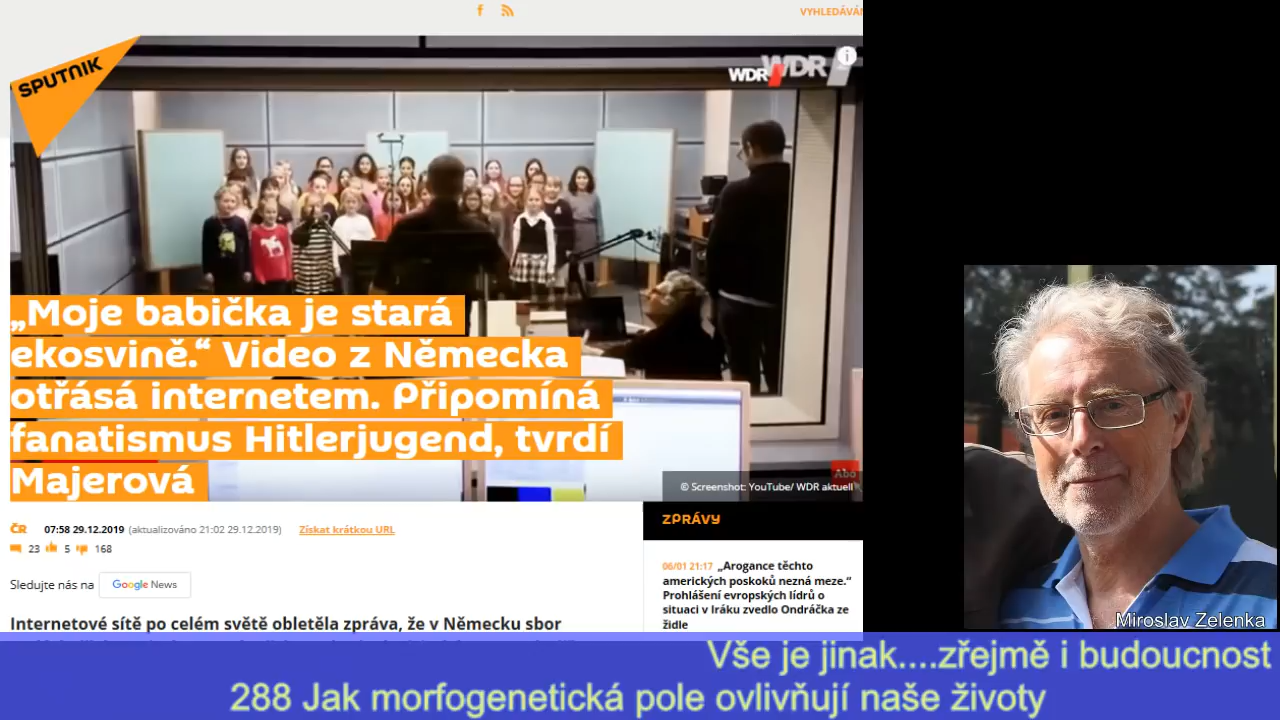 VYHLEDÁVÁN
SPUTNIK
WDR WDR
„Moje babička je stará
ekosvině.“ Video z Německa
otřásá internetem. Připomíná
fanatismus Hitlerjugend, tvrdí
Majerová
Abo
© Screenshot: YouTube/ WDR aktuell
ČR 07:58 29.12.2019 (aktualizováno 21:02 29.12.2019) Získat krátkou URL
23 5 168
Sledujte nás na Google News
Internetové sítě po celém světě obletěla zpráva, že v Německu sbor
ZPRÁVY
06/01 21:17 „Arogance těchto
amerických poskoků nezná meze.“
Prohlášení evropských lídrů o
situaci v Iráku zvedlo Ondráčka ze
židle
Miroslav Zelenka
Vše je jinak....zřejmě i budoucnost
288 Jak morfogenetická pole ovlivňují naše životy